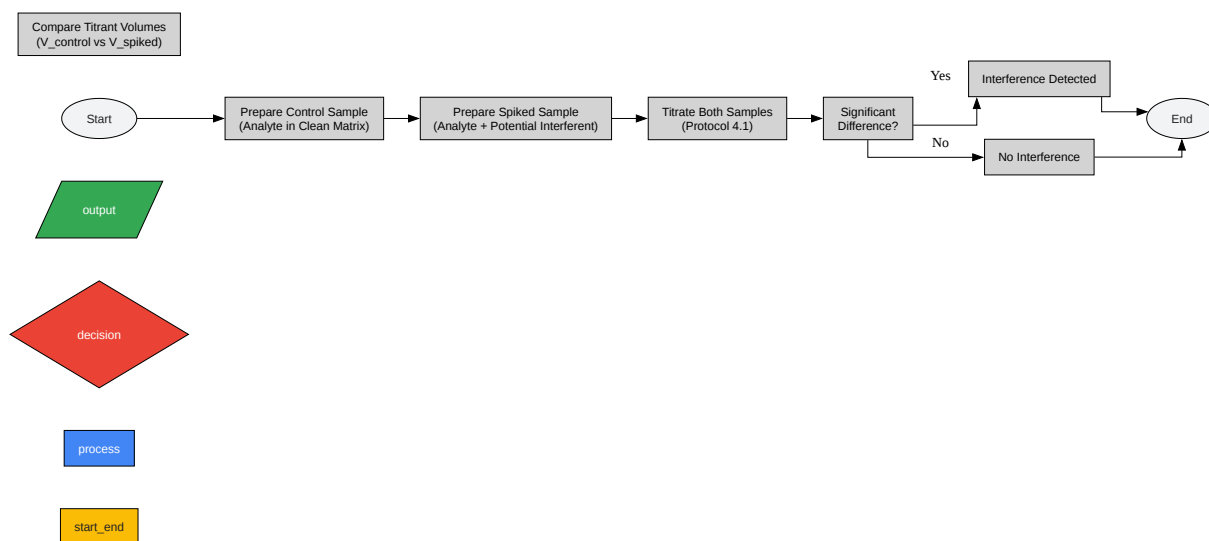 Compare Titrant Volumes
(V_control vs V_spiked)
Start
Prepare Control Sample
(Analyte in Clean Matrix)
Prepare Spiked Sample
(Analyte + Potential Interferent)
Titrate Both Samples
(Protocol 4.1)
Significant
Difference?
Yes
Interference Detected
No
No Interference
End
output
decision
process
start_end